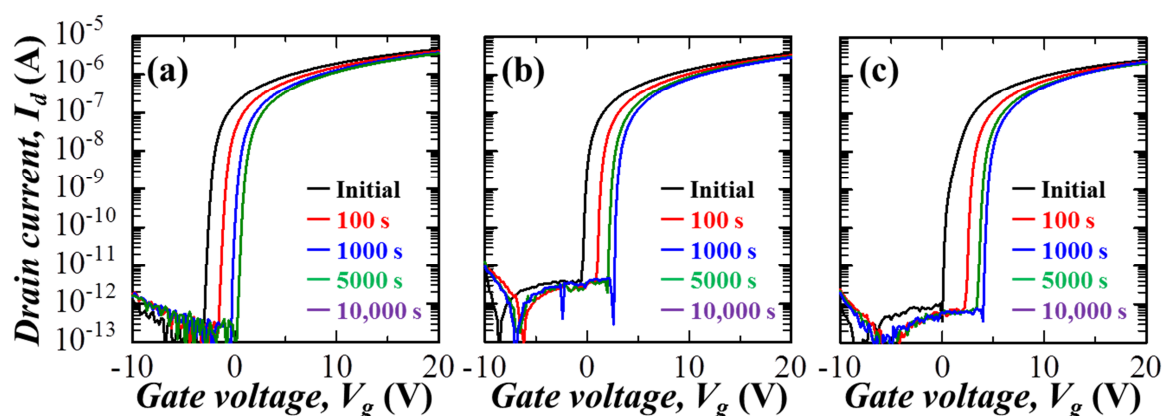 Drain current, I_d (A)
10^-5
10^-6
10^-7
10^-8
10^-9
10^-10
10^-11
10^-12
10^-13
(a)
Initial
100 s
1000 s
5000 s
10,000 s
-10 0 10 20
Gate voltage, V_g (V)
(b)
Initial
100 s
1000 s
5000 s
10,000 s
-10 0 10 20
Gate voltage, V_g (V)
(c)
Initial
100 s
1000 s
5000 s
10,000 s
-10 0 10 20
Gate voltage, V_g (V)